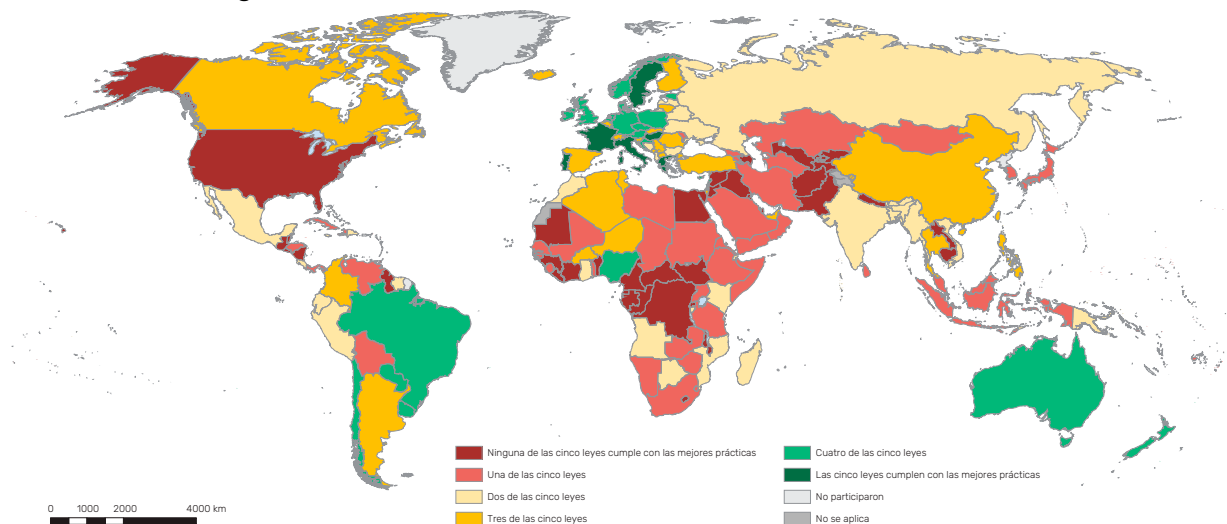 Ninguna de las cinco leyes cumple con las mejores prácticas
Una de las cinco leyes
Dos de las cinco leyes
Tres de las cinco leyes
Cuatro de las cinco leyes
Las cinco leyes cumplen con las mejores prácticas
No participaron
No se aplica
0 1000 2000 4000 km